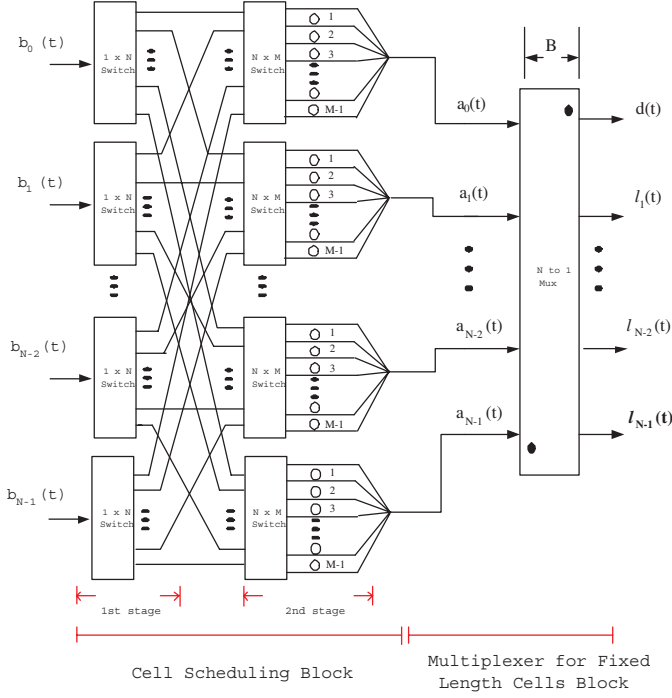 b0 (t)
1 x N
Switch
N x M
Switch
1
2
3
M-1
b1 (t)
1 x N
Switch
N x M
Switch
1
2
3
M-1
bN-2 (t)
1 x N
Switch
N x M
Switch
1
2
3
M-1
bN-1 (t)
1 x N
Switch
N x M
Switch
1
2
3
M-1
B
a0(t)
a1(t)
aN-2(t)
aN-1(t)
N to 1
Mux
d(t)
l1(t)
lN-2(t)
lN-1(t)
1st stage
2nd stage
Cell Scheduling Block
Multiplexer for Fixed
Length Cells Block